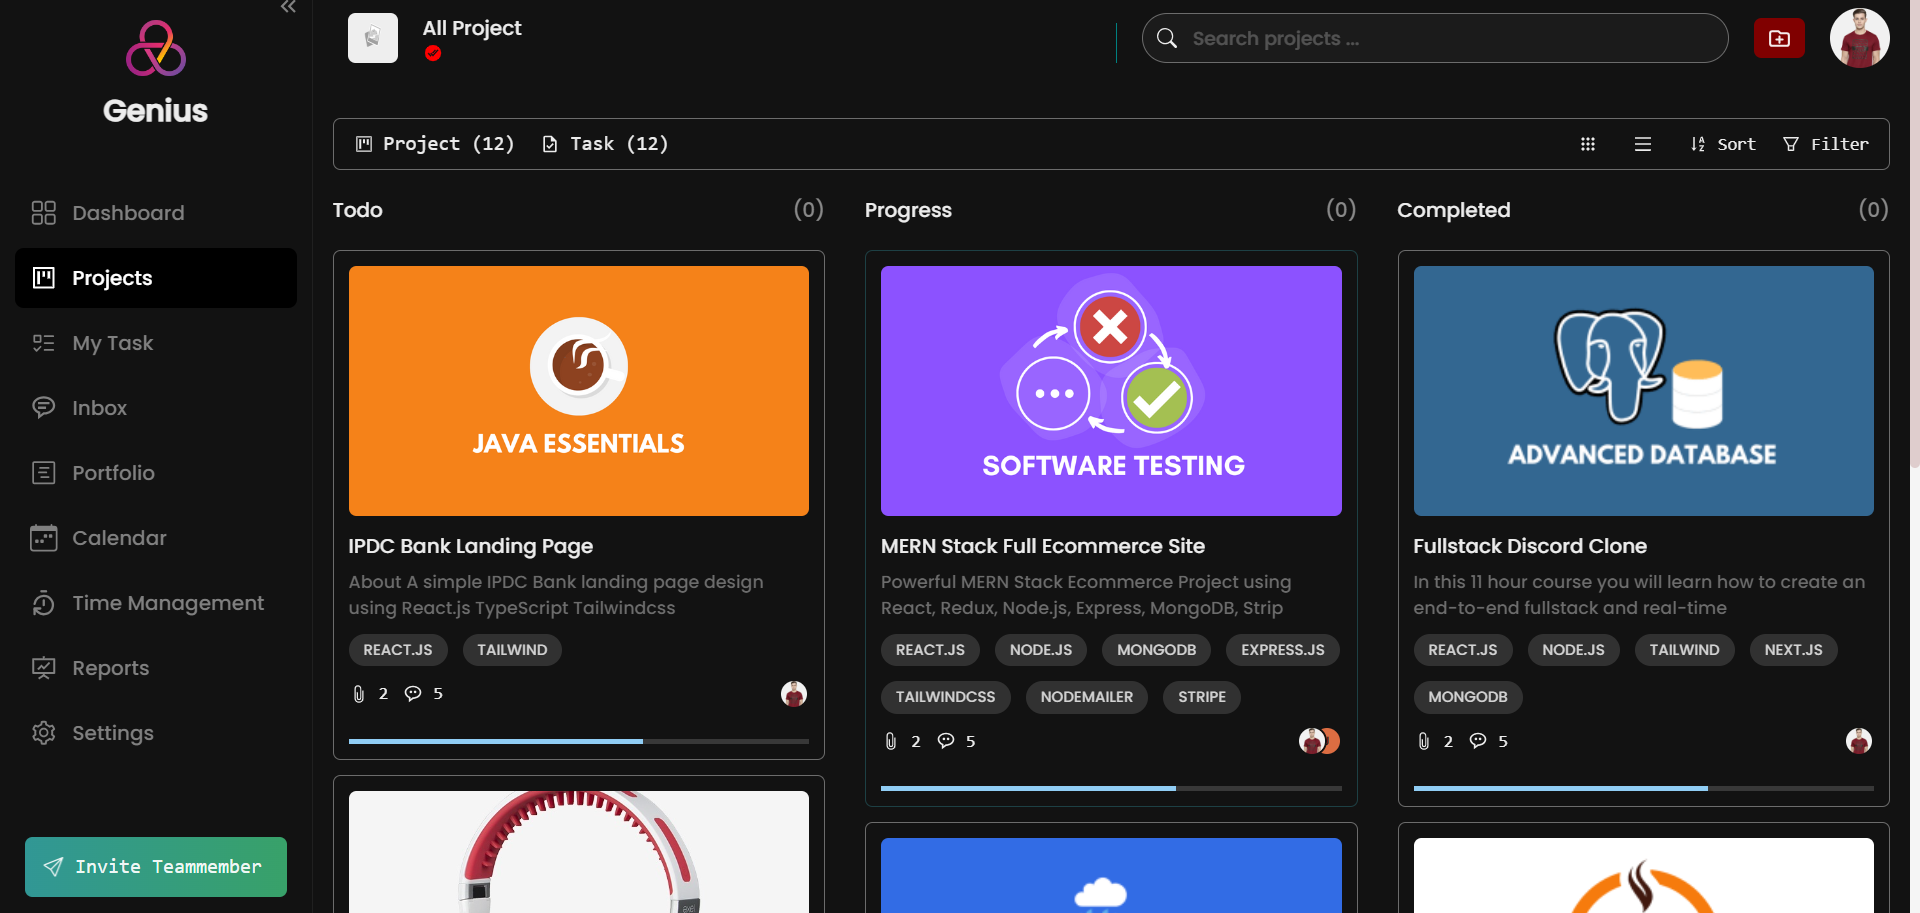 Genius
Dashboard
Projects
My Task
Inbox
Portfolio
Calendar
Time Management
Reports
Settings
Invite Teammember
All Project
Search projects ...
Project (12)
Task (12)
Sort
Filter
Todo
(0)
JAVA ESSENTIALS
IPDC Bank Landing Page
About A simple IPDC Bank landing page design
using React.js TypeScript Tailwindcss
REACT.JS
TAILWIND
2
5
Progress
(0)
SOFTWARE TESTING
MERN Stack Full Ecommerce Site
Powerful MERN Stack Ecommerce Project using
React, Redux, Node.js, Express, MongoDB, Strip
REACT.JS
NODE.JS
MONGODB
EXPRESS.JS
TAILWINDCSS
NODEMAILER
STRIPE
2
5
Completed
(0)
ADVANCED DATABASE
Fullstack Discord Clone
In this 11 hour course you will learn how to create an
end-to-end fullstack and real-time
REACT.JS
NODE.JS
TAILWIND
NEXT.JS
MONGODB
2
5